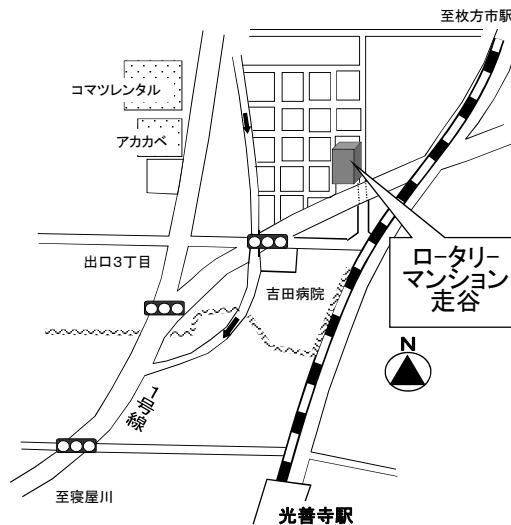 至枚方市駅
コマツレンタル
アカカベ
ロータリー
マンション
走谷
出口3丁目
吉田病院
N
1号線
至寝屋川
光善寺駅